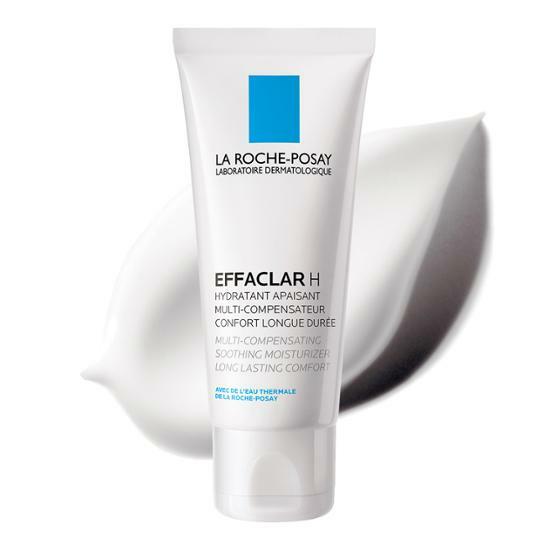 LA ROCHE-POSAY
LABORATOIRE DERMATOLOGIQUE
EFFACLAR H
HYDRATANT APAISANT
MULTI-COMPENSATEUR
CONFORT LONGUE DURÉE
MULTI-COMPENSATING
SOOTHING MOISTURIZER
LONG LASTING COMFORT
AVEC DE L'EAU THERMALE
DE LA ROCHE-POSAY